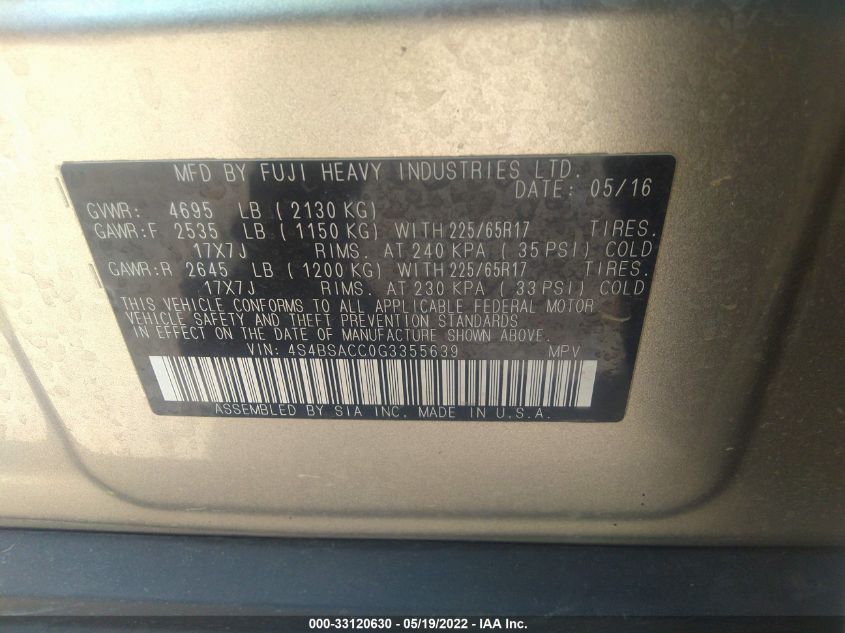 MFD BY FUJI HEAVY INDUSTRIES LTD.
DATE: 05/16
GVWR: 4695 LB ( 2130 KG)
GAWR:F 2535 LB ( 1150 KG) WITH 225/65R17 TIRES.
17X7J RIMS. AT 240 KPA ( 35 PSI) COLD
GAWR:R 2645 LB ( 1200 KG) WITH 225/65R17 TIRES.
17X7J RIMS. AT 230 KPA ( 33 PSI) COLD
THIS VEHICLE CONFORMS TO ALL APPLICABLE FEDERAL MOTOR
VEHICLE SAFETY AND THEFT PREVENTION STANDARDS
IN EFFECT ON THE DATE OF MANUFACTURE SHOWN ABOVE.
VIN: 4S4BSACC0G3355639 MPV
ASSEMBLED BY SIA INC. MADE IN U.S.A.
000-33120630 - 05/19/2022 - IAA Inc.